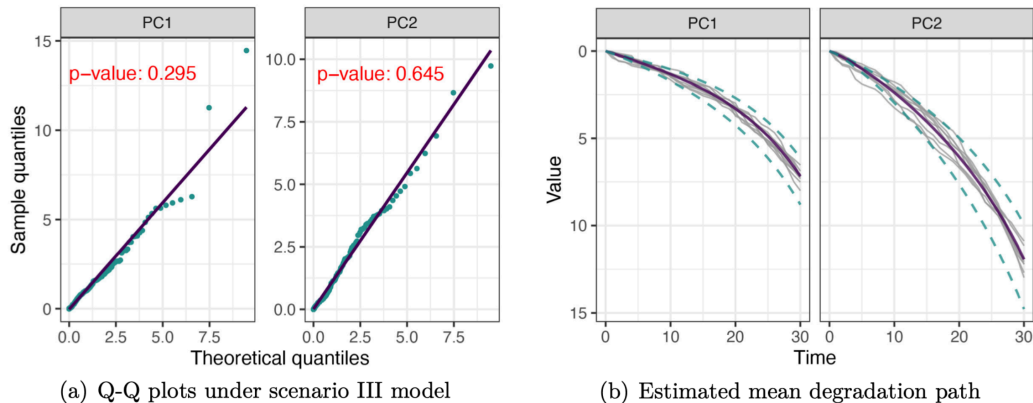 PC1
PC2
p-value: 0.295
p-value: 0.645
Sample quantiles
15
10
5
0
10.0
7.5
5.0
2.5
0.0
0.0 2.5 5.0 7.5
0.0 2.5 5.0 7.5
Theoretical quantiles
(a) Q-Q plots under scenario III model
PC1
PC2
Value
0
5
10
15
0 10 20 30
0 10 20 30
Time
(b) Estimated mean degradation path